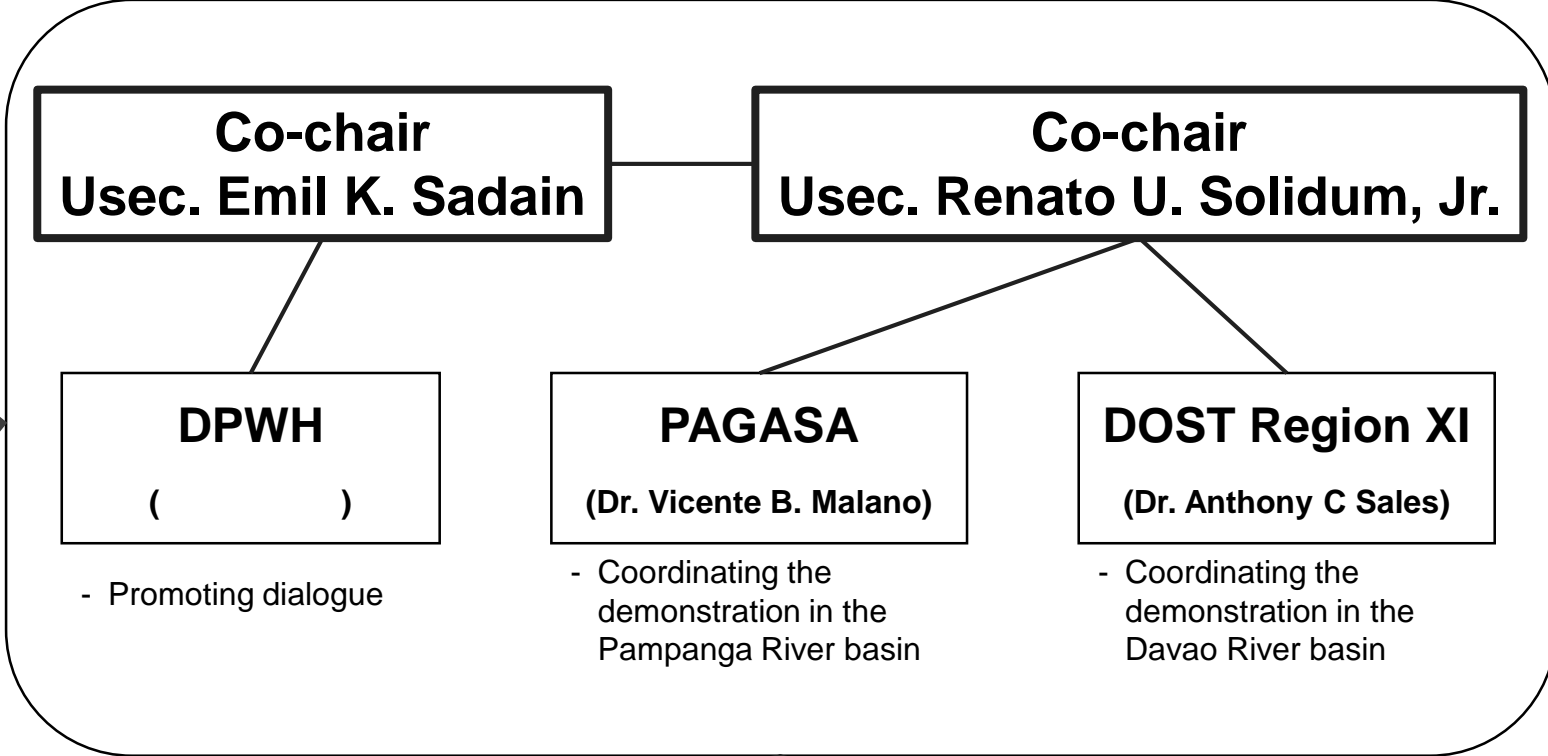 Co-chair
Usec. Emil K. Sadain
Co-chair
Usec. Renato U. Solidum, Jr.
DPWH
( )
- Promoting dialogue
PAGASA
(Dr. Vicente B. Malano)
- Coordinating the
demonstration in the
Pampanga River basin
DOST Region XI
(Dr. Anthony C Sales)
- Coordinating the
demonstration in the
Davao River basin